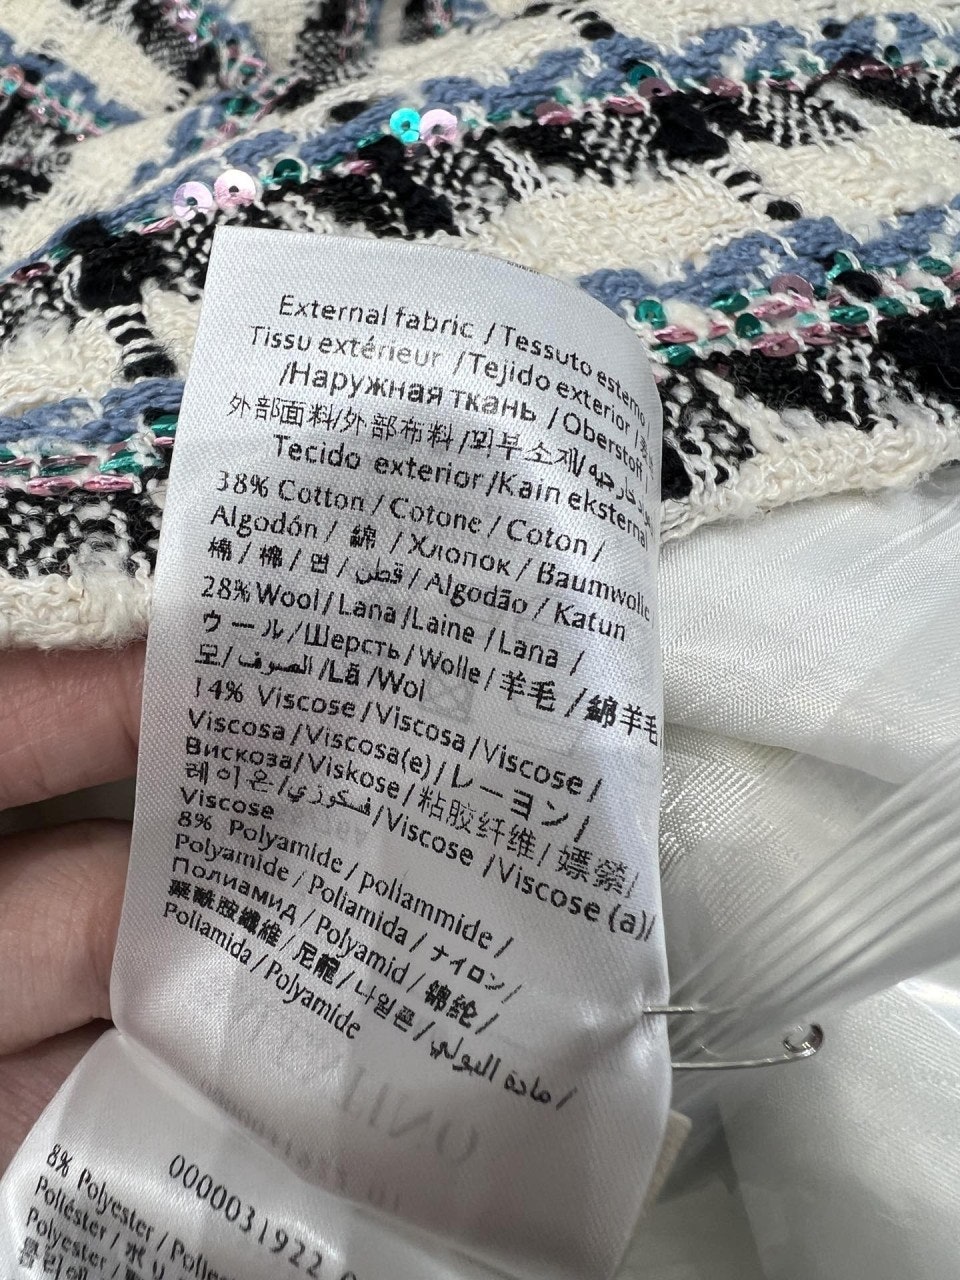 External fabric / Tessuto esterno /
Tissu extérieur / Tejido exterior /
/Наружная ткань / Oberstoff /
外部面料/外部布料/외부 소재/
Tecido exterior /Kain eksternal
38% Cotton / Cotone / Coton /
Algodón / 綿 / Хлопок / Baumwolle
棉 / 棉 / 면 / قطن / Algodão / Katun
28% Wool / Lana /Laine / Lana /
ウール/Шерсть / Wolle / 羊毛 / 綿羊毛
모/ الصوف /Lã /Wol
14% Viscose / Viscosa / Viscose /
Viscosa / Viscosa(e) / レーヨン /
Вискоза/ Viskose / 粘胶纤维 / 嫘縈/
레이온/ فسكوزي /Viscose /Viscose (a)/
Viscose
8% Polyamide / poliammide /
Polyamide / Poliamida / ナイロン/
Полиамид / Polyamid / 錦綸 /
聚酰胺纖維 / 尼龍 / 나일론 / مادة البولي /
Poliamida / Polyamide
0000031922
8% Polyester /
Poliéster /
Polyester /